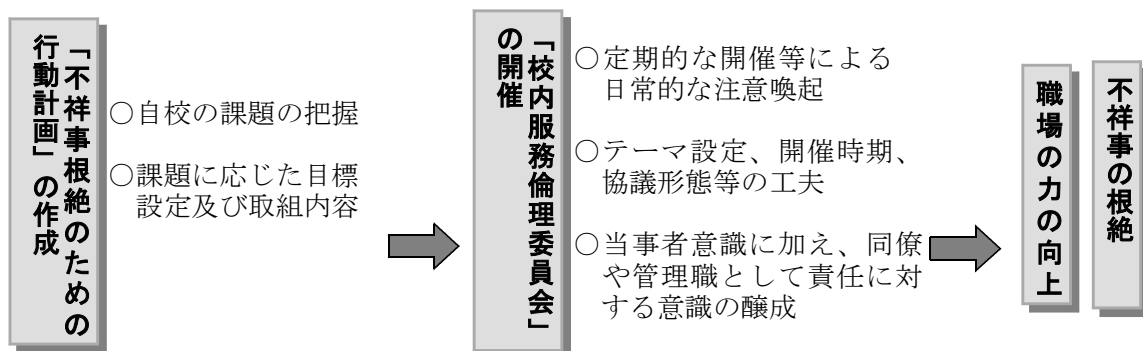 「不祥事根絶のための
行動計画」の作成
○自校の課題の把握
○課題に応じた目標
設定及び取組内容
「校内服務倫理委員会」
の開催
○定期的な開催等による
日常的な注意喚起
○テーマ設定、開催時期、
協議形態等の工夫
○当事者意識に加え、同僚
や管理職として責任に対
する意識の醸成
職場の力の向上
不祥事の根絶